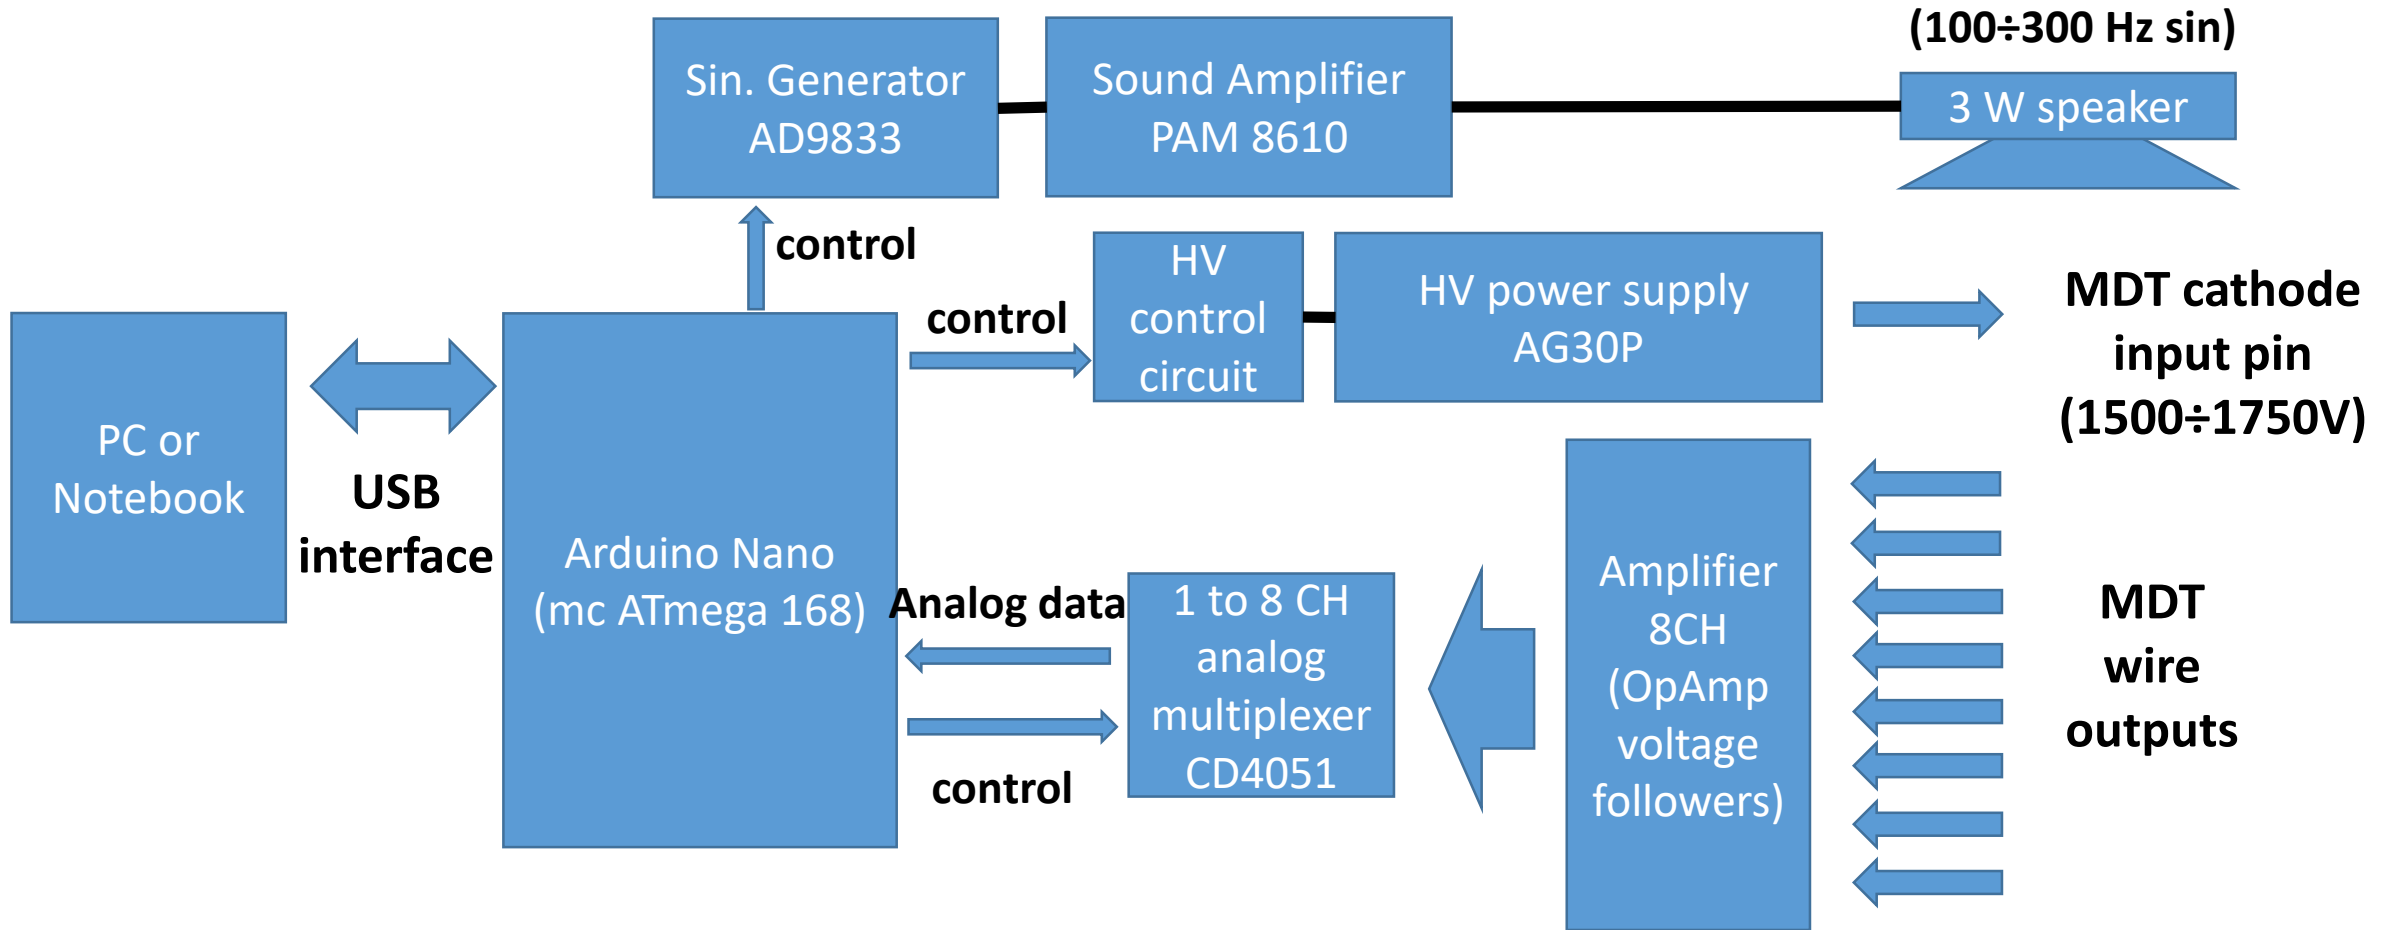 (100÷300 Hz sin)
Sin. Generator
AD9833
Sound Amplifier
PAM 8610
3 W speaker
control
HV
control
circuit
HV power supply
AG30P
MDT cathode
input pin
(1500÷1750V)
control
PC or
Notebook
USB
interface
Arduino Nano
(mc ATmega 168)
Analog data
control
1 to 8 CH
analog
multiplexer
CD4051
Amplifier
8CH
(OpAmp
voltage
followers)
MDT
wire
outputs